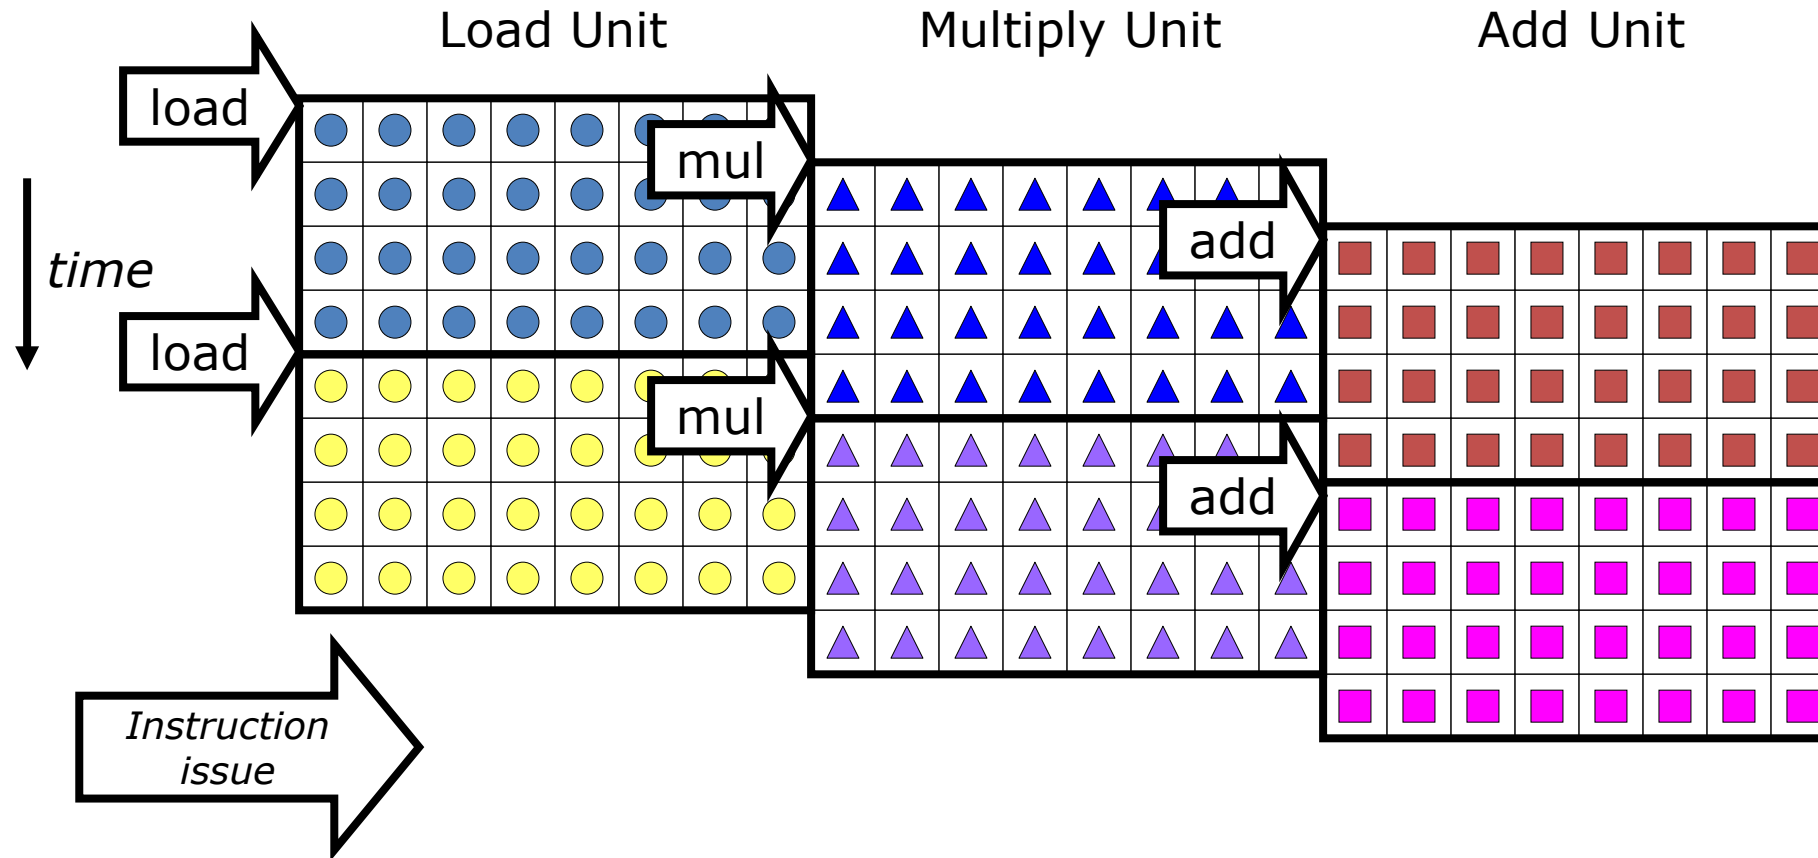 Load Unit
Multiply Unit
Add Unit
load
mul
add
time
load
mul
add
Instruction
issue